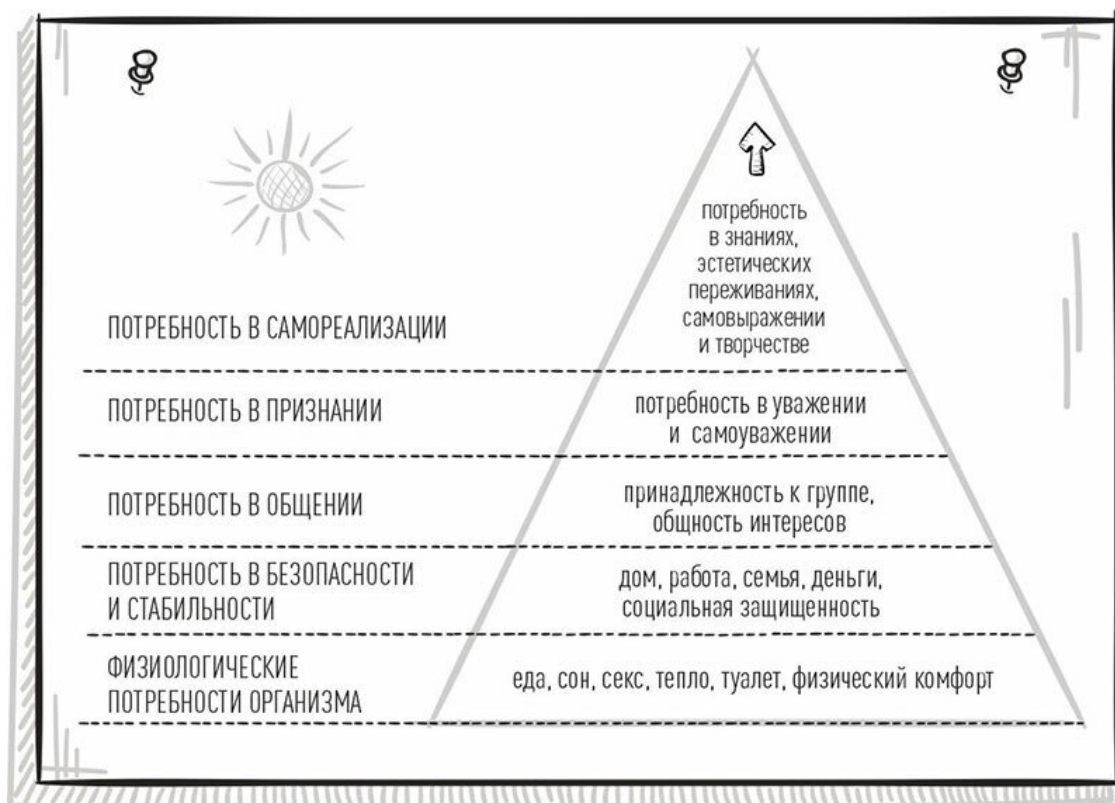 потребность
в знаниях,
эстетических
переживаниях,
самовыражении
и творчестве
ПОТРЕБНОСТЬ В САМОРЕАЛИЗАЦИИ
ПОТРЕБНОСТЬ В ПРИЗНАНИИ
потребность в уважении
и самоуважении
ПОТРЕБНОСТЬ В ОБЩЕНИИ
принадлежность к группе,
общность интересов
ПОТРЕБНОСТЬ В БЕЗОПАСНОСТИ
И СТАБИЛЬНОСТИ
дом, работа, семья, деньги,
социальная защищенность
ФИЗИОЛОГИЧЕСКИЕ
ПОТРЕБНОСТИ ОРГАНИЗМА
еда, сон, секс, тепло, туалет, физический комфорт